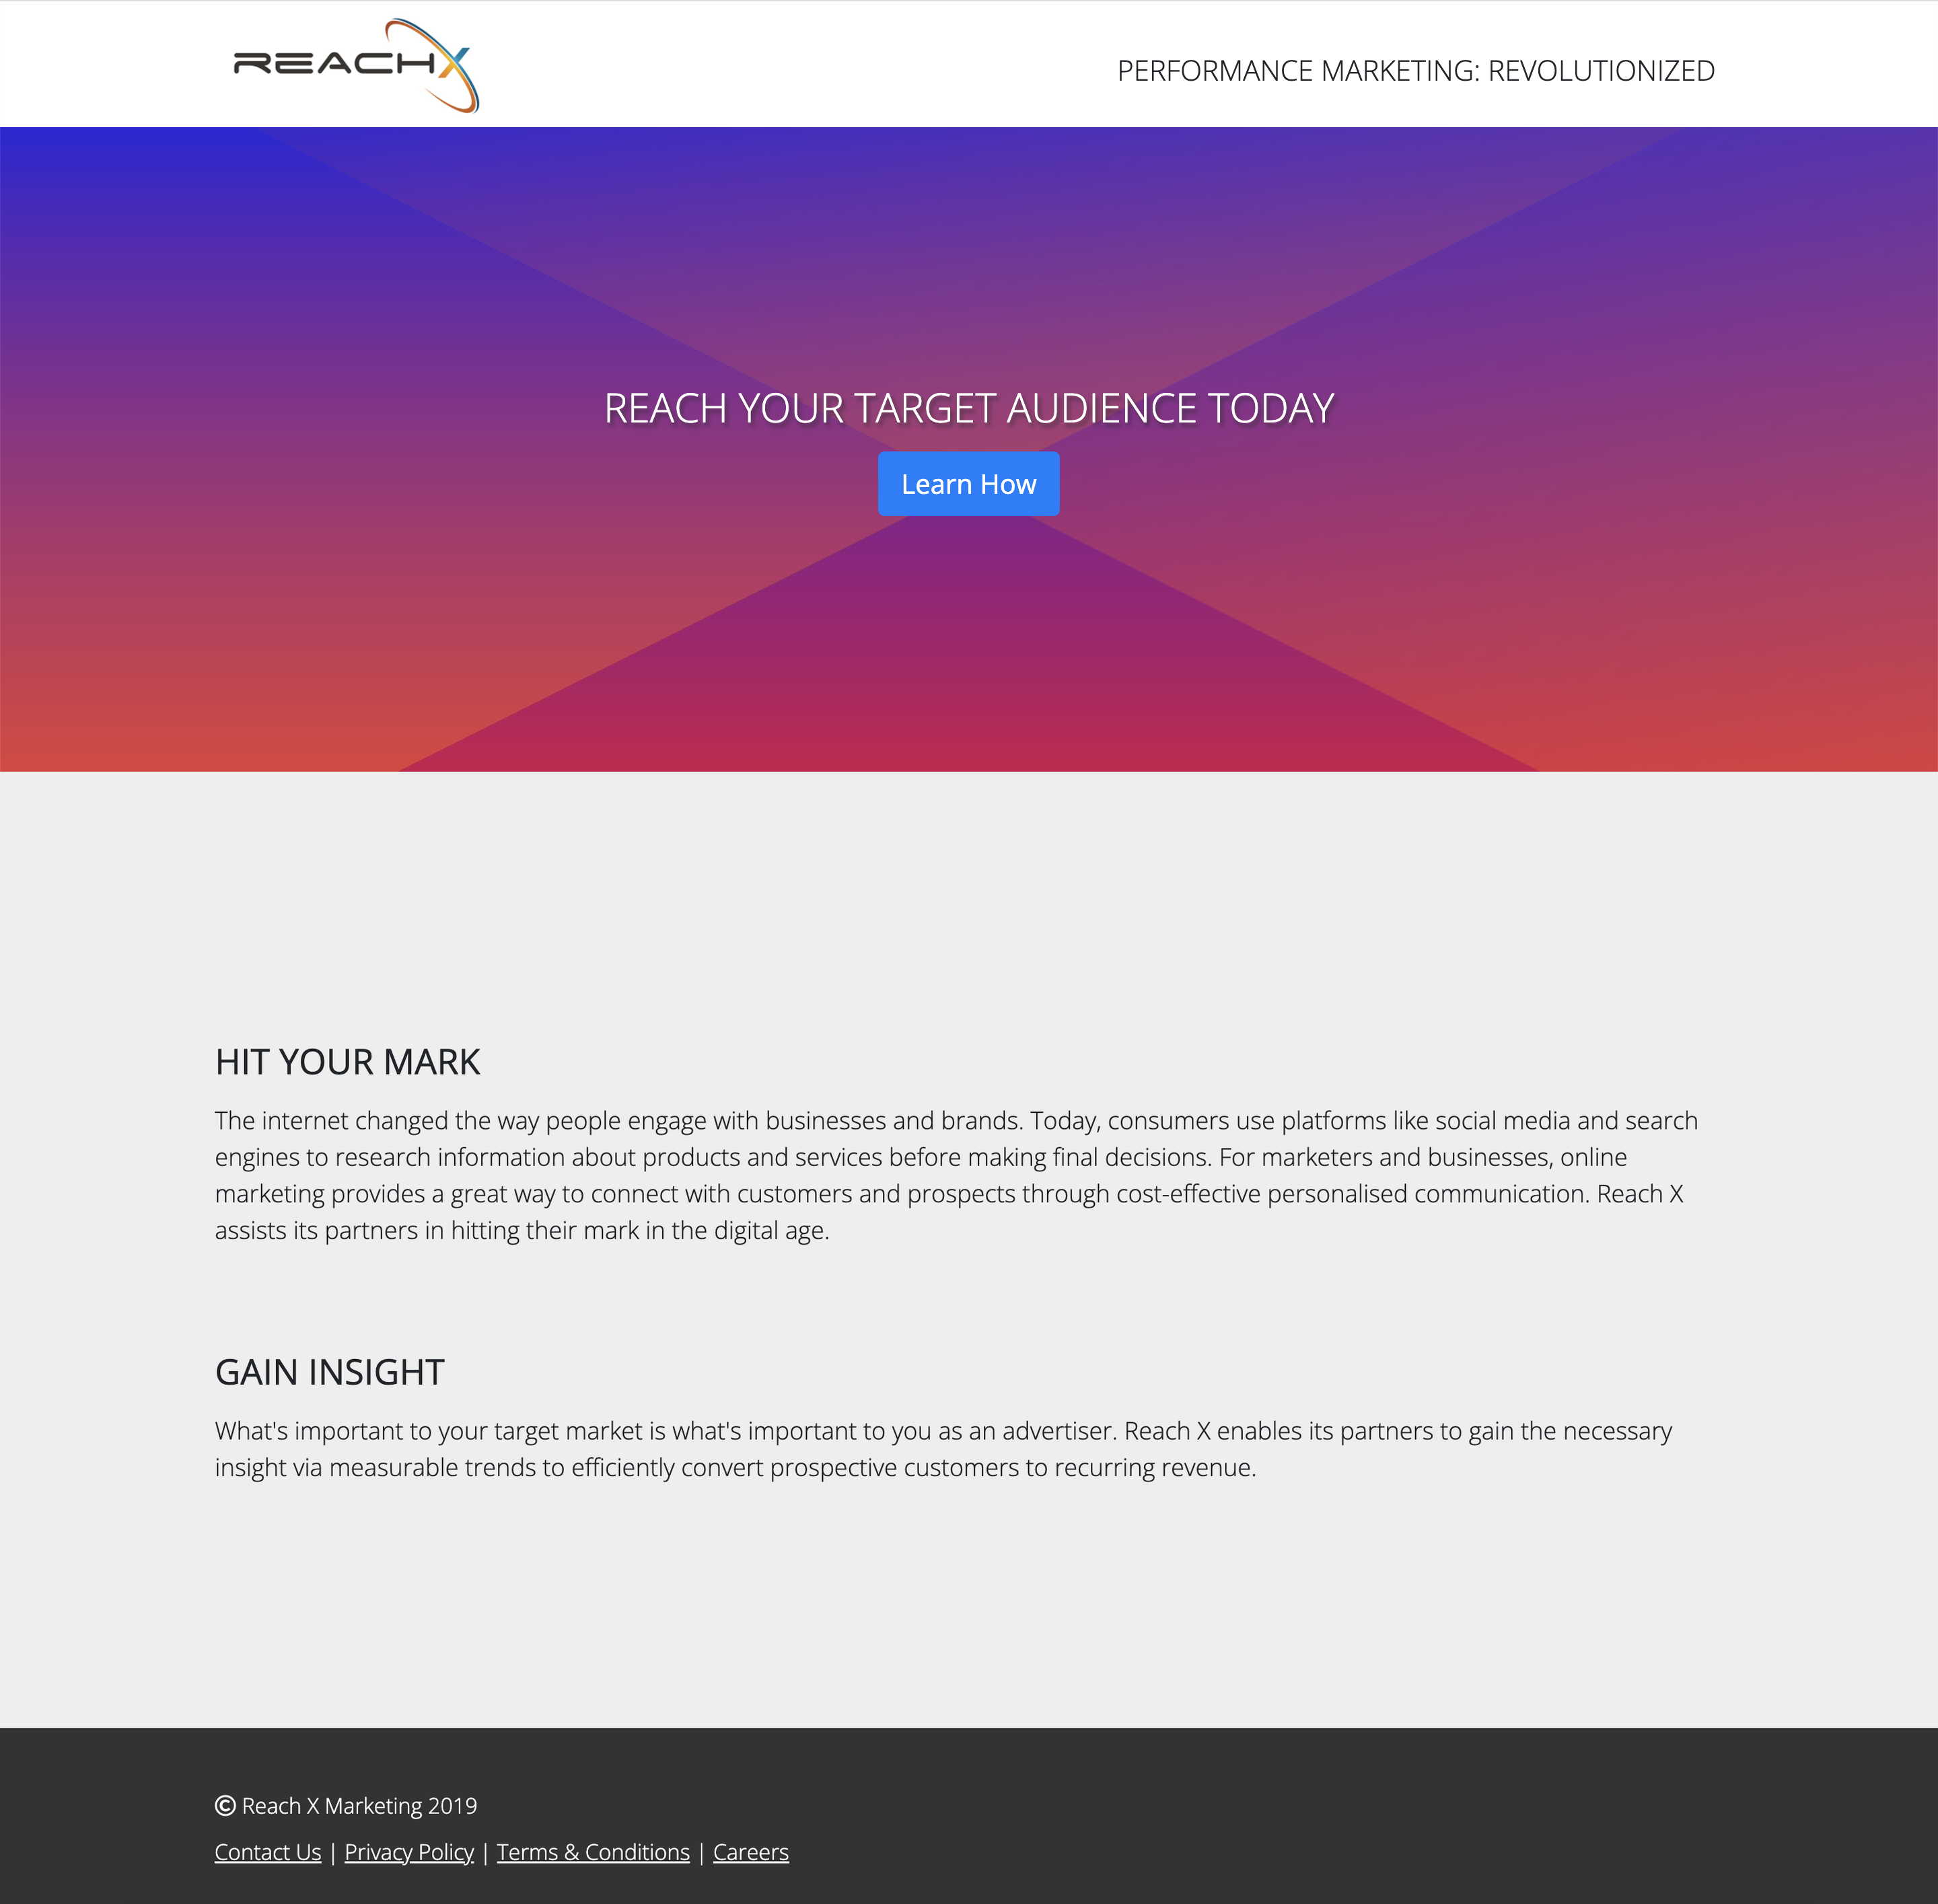 REACHX
PERFORMANCE MARKETING: REVOLUTIONIZED
REACH YOUR TARGET AUDIENCE TODAY
Learn How
HIT YOUR MARK
The internet changed the way people engage with businesses and brands. Today, consumers use platforms like social media and search
engines to research information about products and services before making final decisions. For marketers and businesses, online
marketing provides a great way to connect with customers and prospects through cost-effective personalised communication. Reach X
assists its partners in hitting their mark in the digital age.
GAIN INSIGHT
What's important to your target market is what's important to you as an advertiser. Reach X enables its partners to gain the necessary
insight via measurable trends to efficiently convert prospective customers to recurring revenue.
© Reach X Marketing 2019
Contact Us | Privacy Policy | Terms & Conditions | Careers